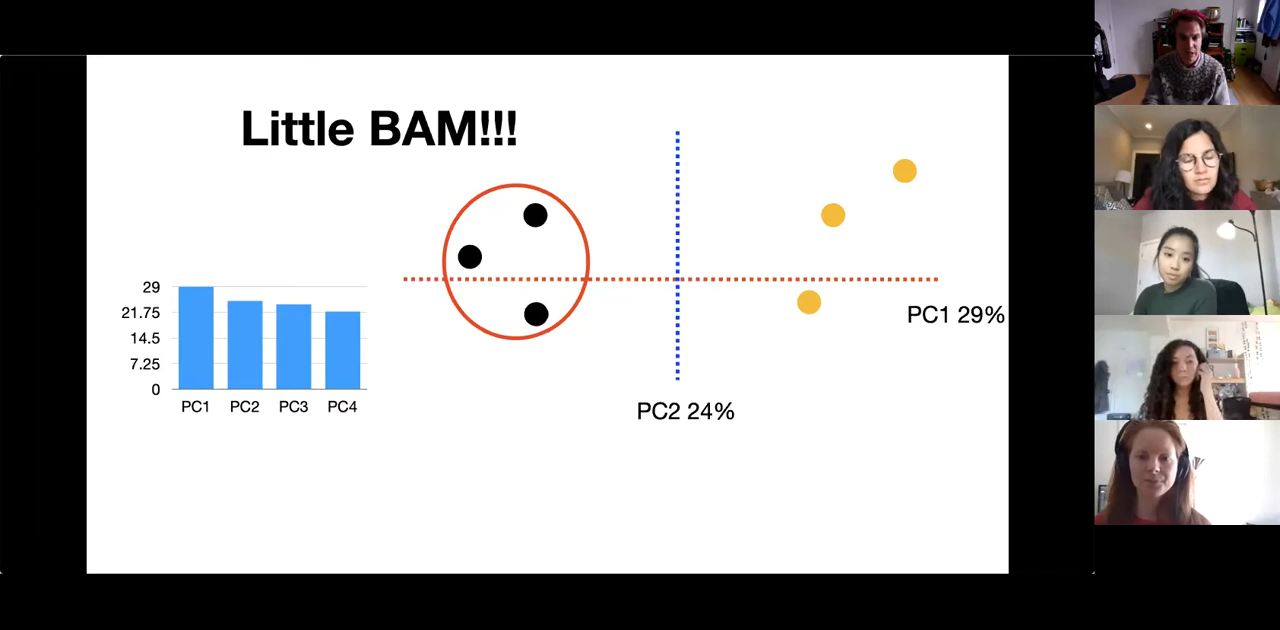 Little BAM!!!
29
21.75
14.5
7.25
0
PC1 PC2 PC3 PC4
PC1 29%
PC2 24%